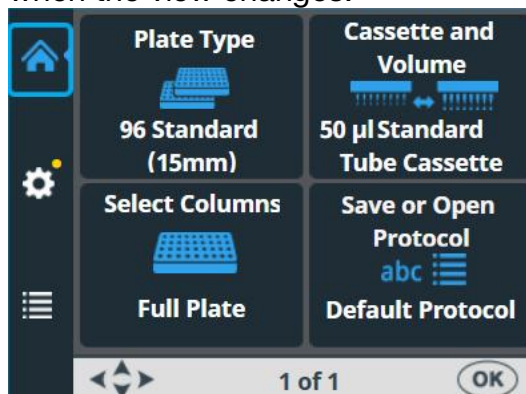 when the view changes.
Plate Type
96 Standard
(15mm)
Cassette and
Volume
50 µl Standard
Tube Cassette
Select Columns
Full Plate
Save or Open
Protocol
abc
Default Protocol
1 of 1
OK